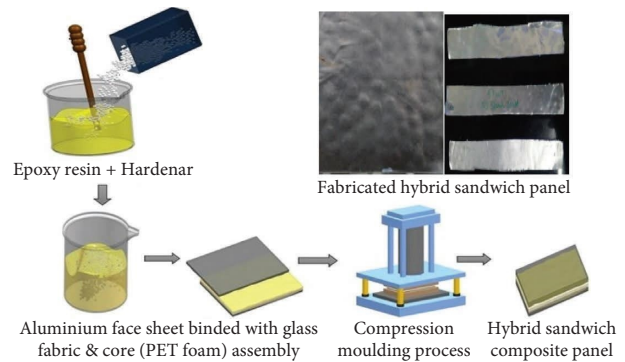 Epoxy resin + Hardenar
Fabricated hybrid sandwich panel
Aluminium face sheet binded with glass
fabric & core (PET foam) assembly
Compression
moulding process
Hybrid sandwich
composite panel